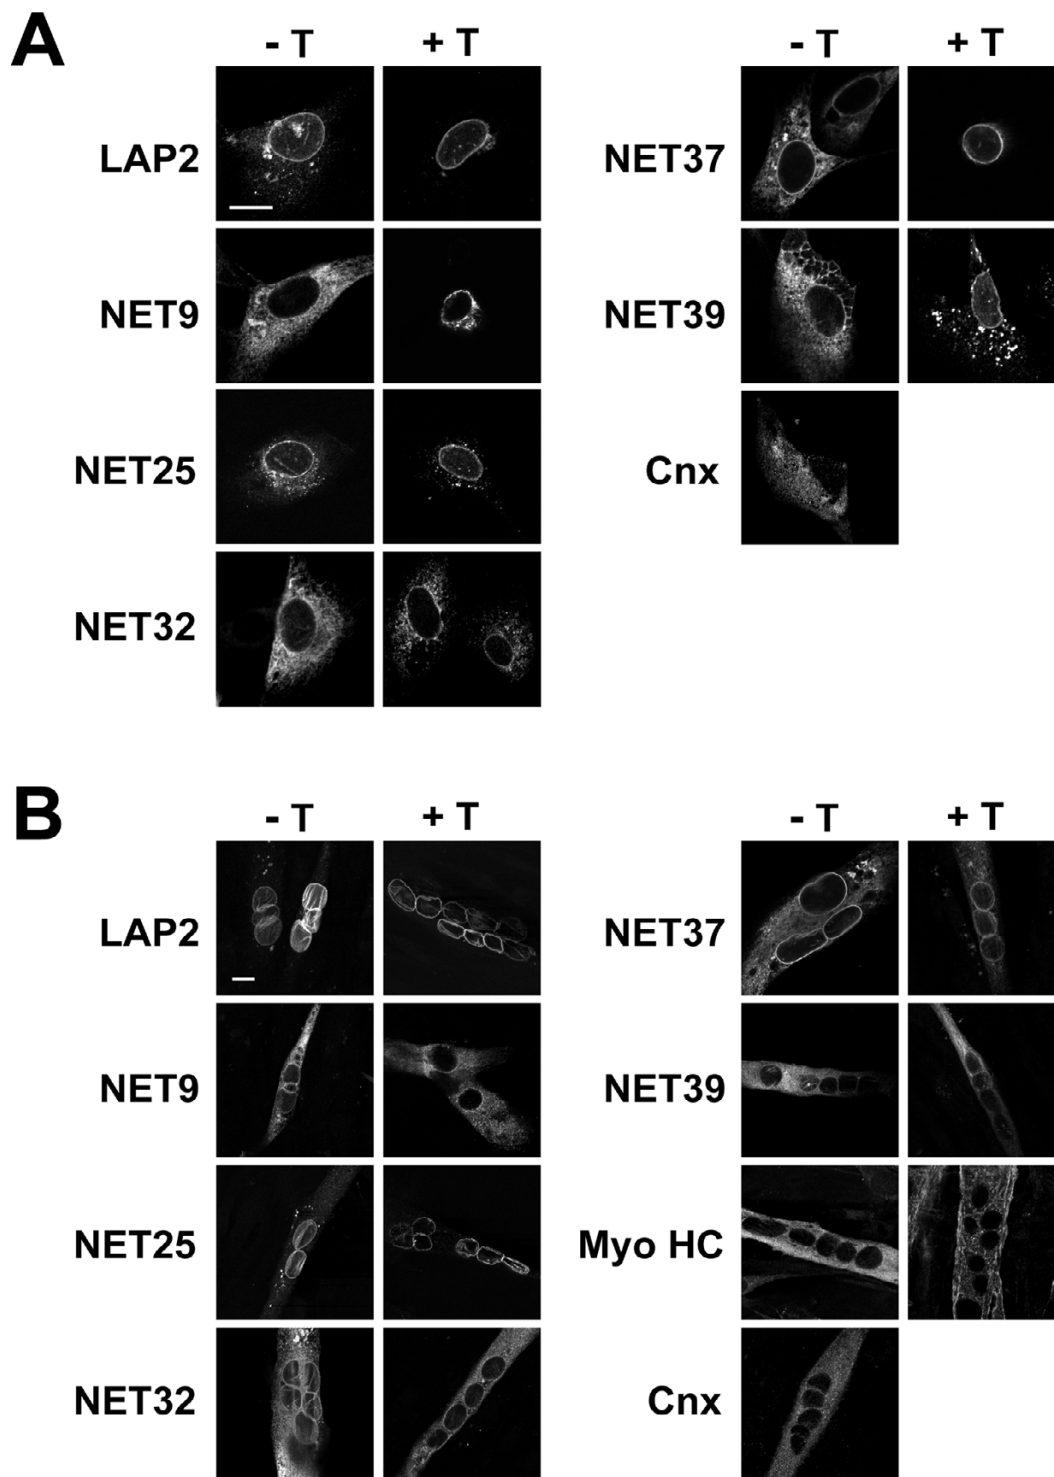 A
- T + T - T + T
LAP2 NET37
NET9 NET39
NET25 Cnx
NET32
B
- T + T - T + T
LAP2 NET37
NET9 NET39
NET25 Myo HC
NET32 Cnx